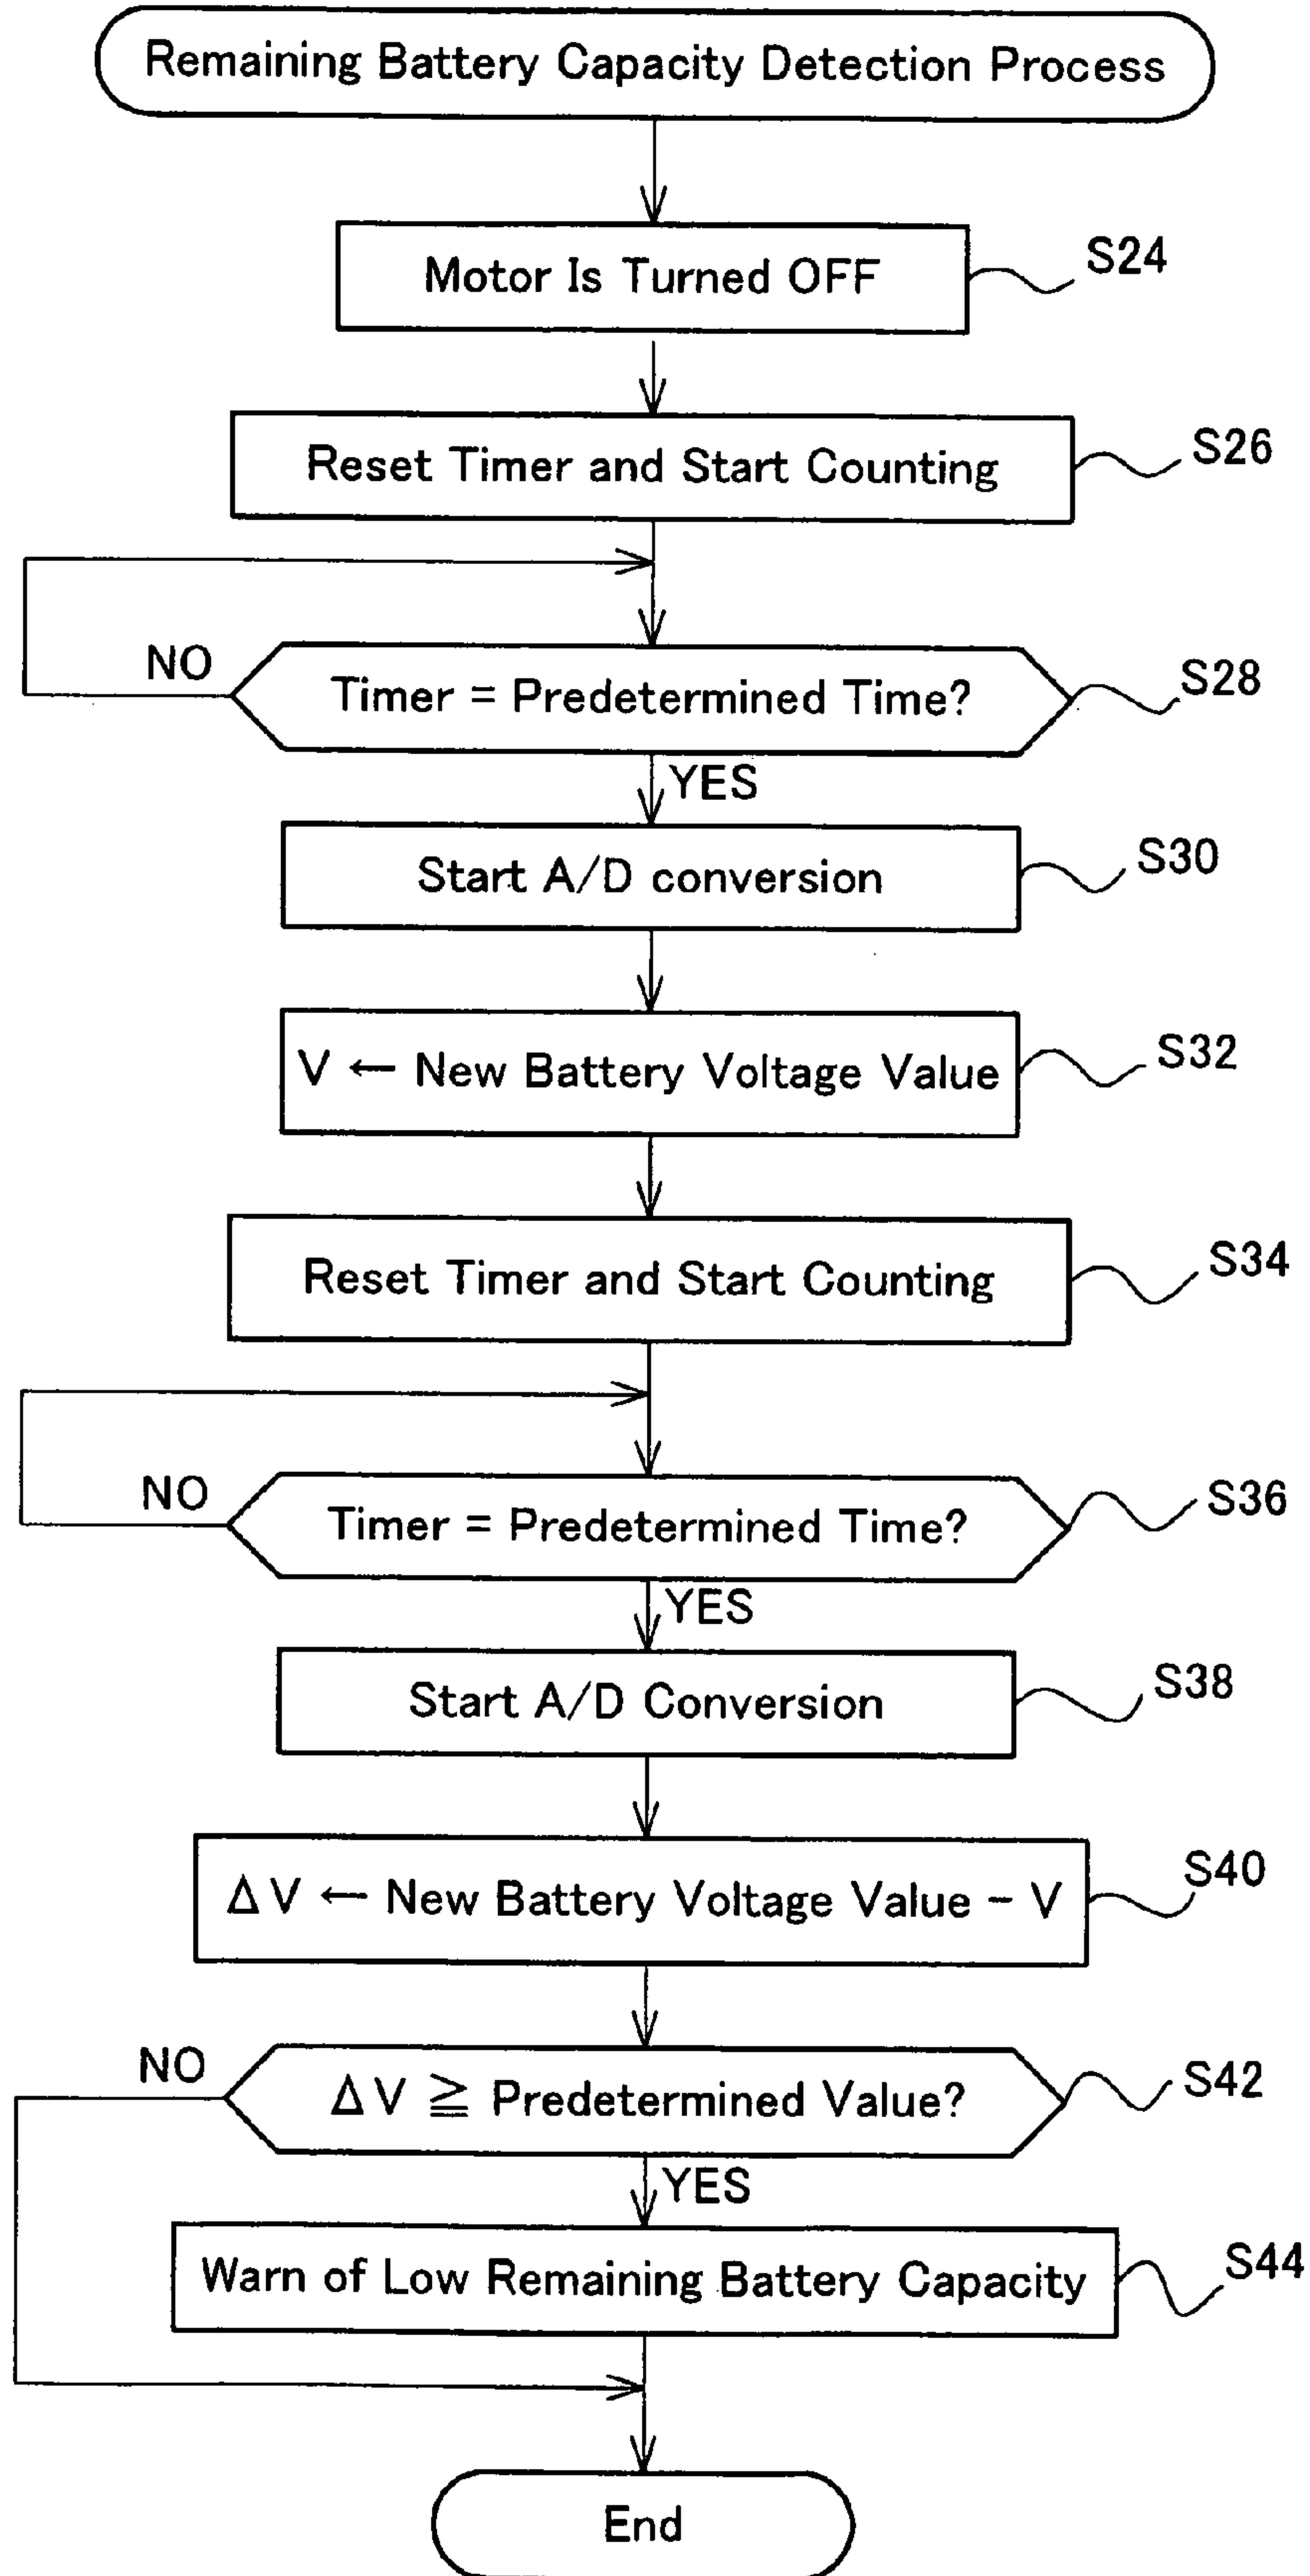 Remaining Battery Capacity Detection Process
Motor Is Turned OFF
S24
Reset Timer and Start Counting
S26
NO
Timer = Predetermined Time?
S28
YES
Start A/D conversion
S30
V ← New Battery Voltage Value
S32
Reset Timer and Start Counting
S34
NO
Timer = Predetermined Time?
S36
YES
Start A/D Conversion
S38
ΔV ← New Battery Voltage Value − V
S40
NO
ΔV ≧ Predetermined Value?
S42
YES
Warn of Low Remaining Battery Capacity
S44
End